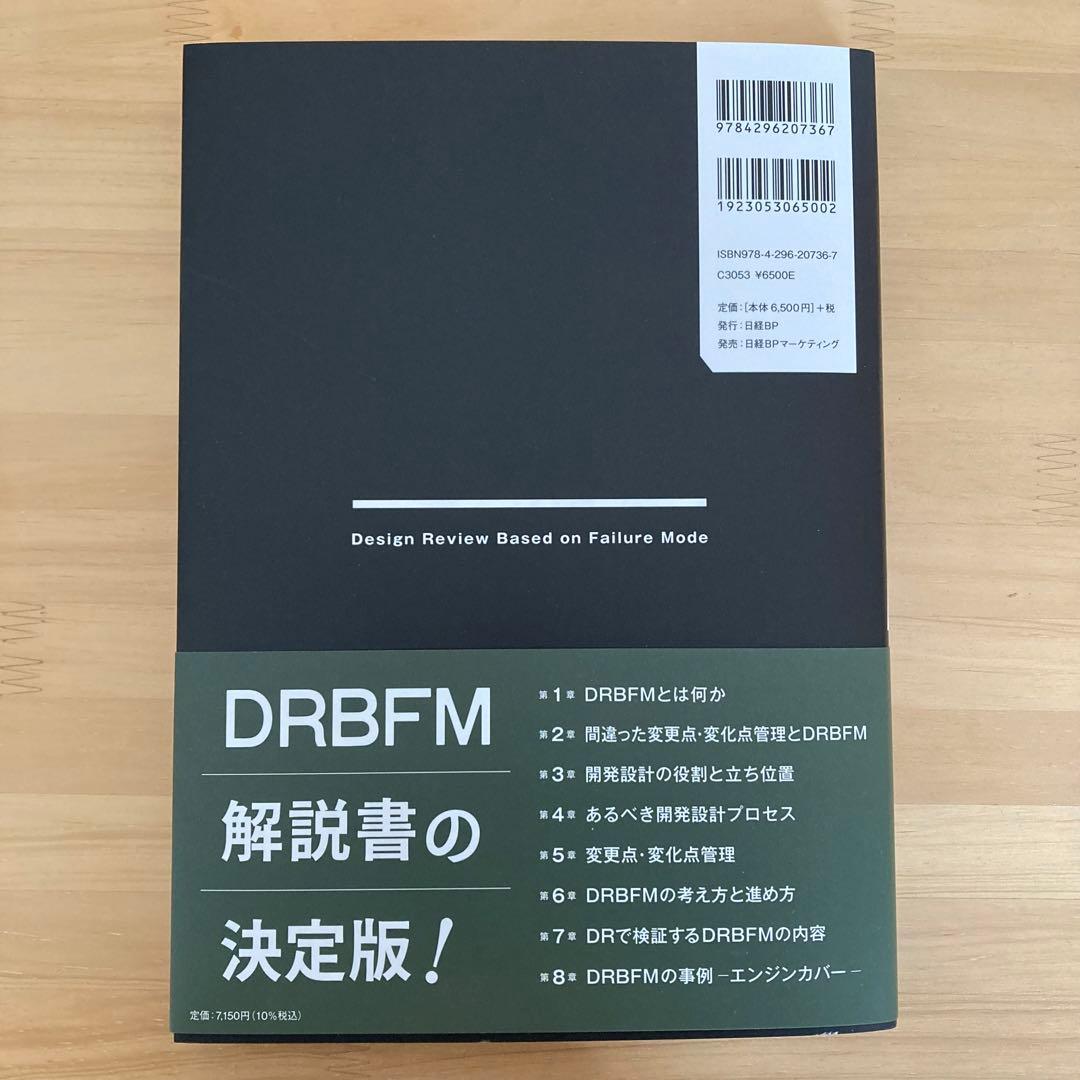 9784296207367
1923053065002
ISBN978-4-296-20736-7
C3053 ¥6500E
定価:[本体 6,500円]+税
発行:日経BP
発売:日経BPマーケティング
Design Review Based on Failure Mode
DRBFM
解説書の
決定版!
定価:7,150円(10%税込)
第1章 DRBFMとは何か
第2章 間違った変更点・変化点管理とDRBFM
第3章 開発設計の役割と立ち位置
第4章 あるべき開発設計プロセス
第5章 変更点・変化点管理
第6章 DRBFMの考え方と進め方
第7章 DRで検証するDRBFMの内容
第8章 DRBFMの事例 −エンジンカバー−